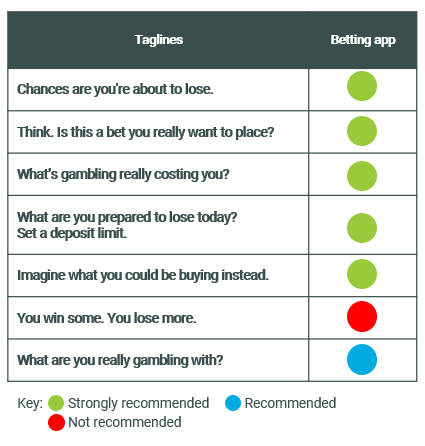 Taglines Betting app
Chances are you're about to lose.
Think. Is this a bet you really want to place?
What's gambling really costing you?
What are you prepared to lose today?
Set a deposit limit.
Imagine what you could be buying instead.
You win some. You lose more.
What are you really gambling with?
Key: Strongly recommended Recommended
Not recommended